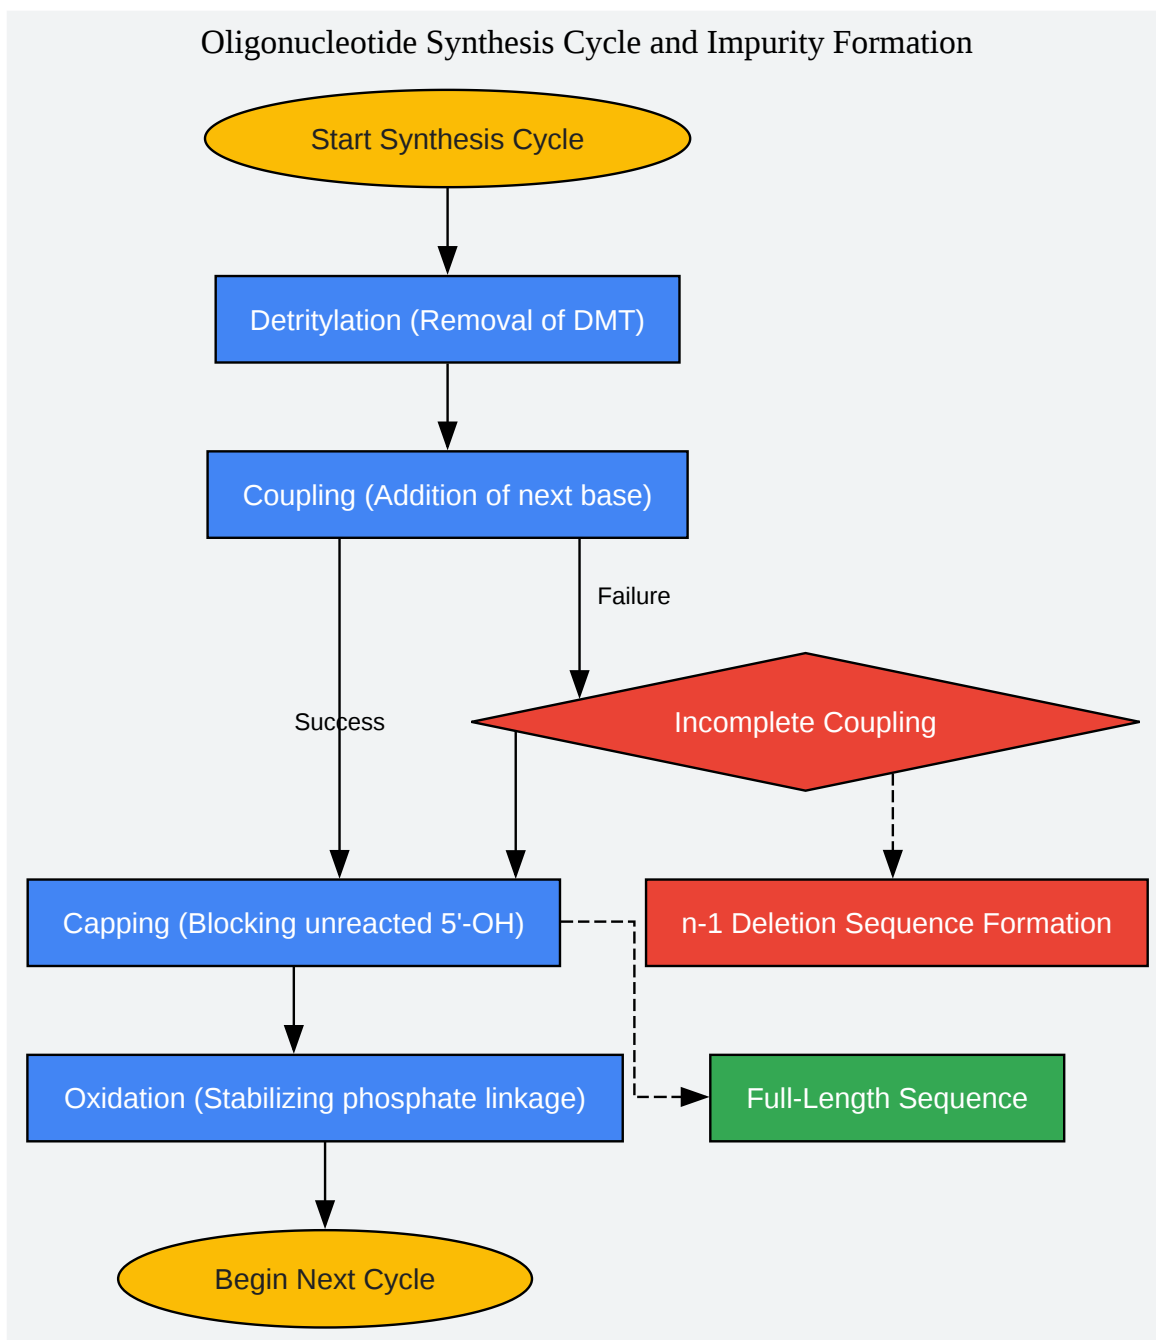 Oligonucleotide Synthesis Cycle and Impurity Formation
Start Synthesis Cycle
Detritylation (Removal of DMT)
Coupling (Addition of next base)
Failure
Success
Incomplete Coupling
Capping (Blocking unreacted 5'-OH)
n-1 Deletion Sequence Formation
Oxidation (Stabilizing phosphate linkage)
Full-Length Sequence
Begin Next Cycle